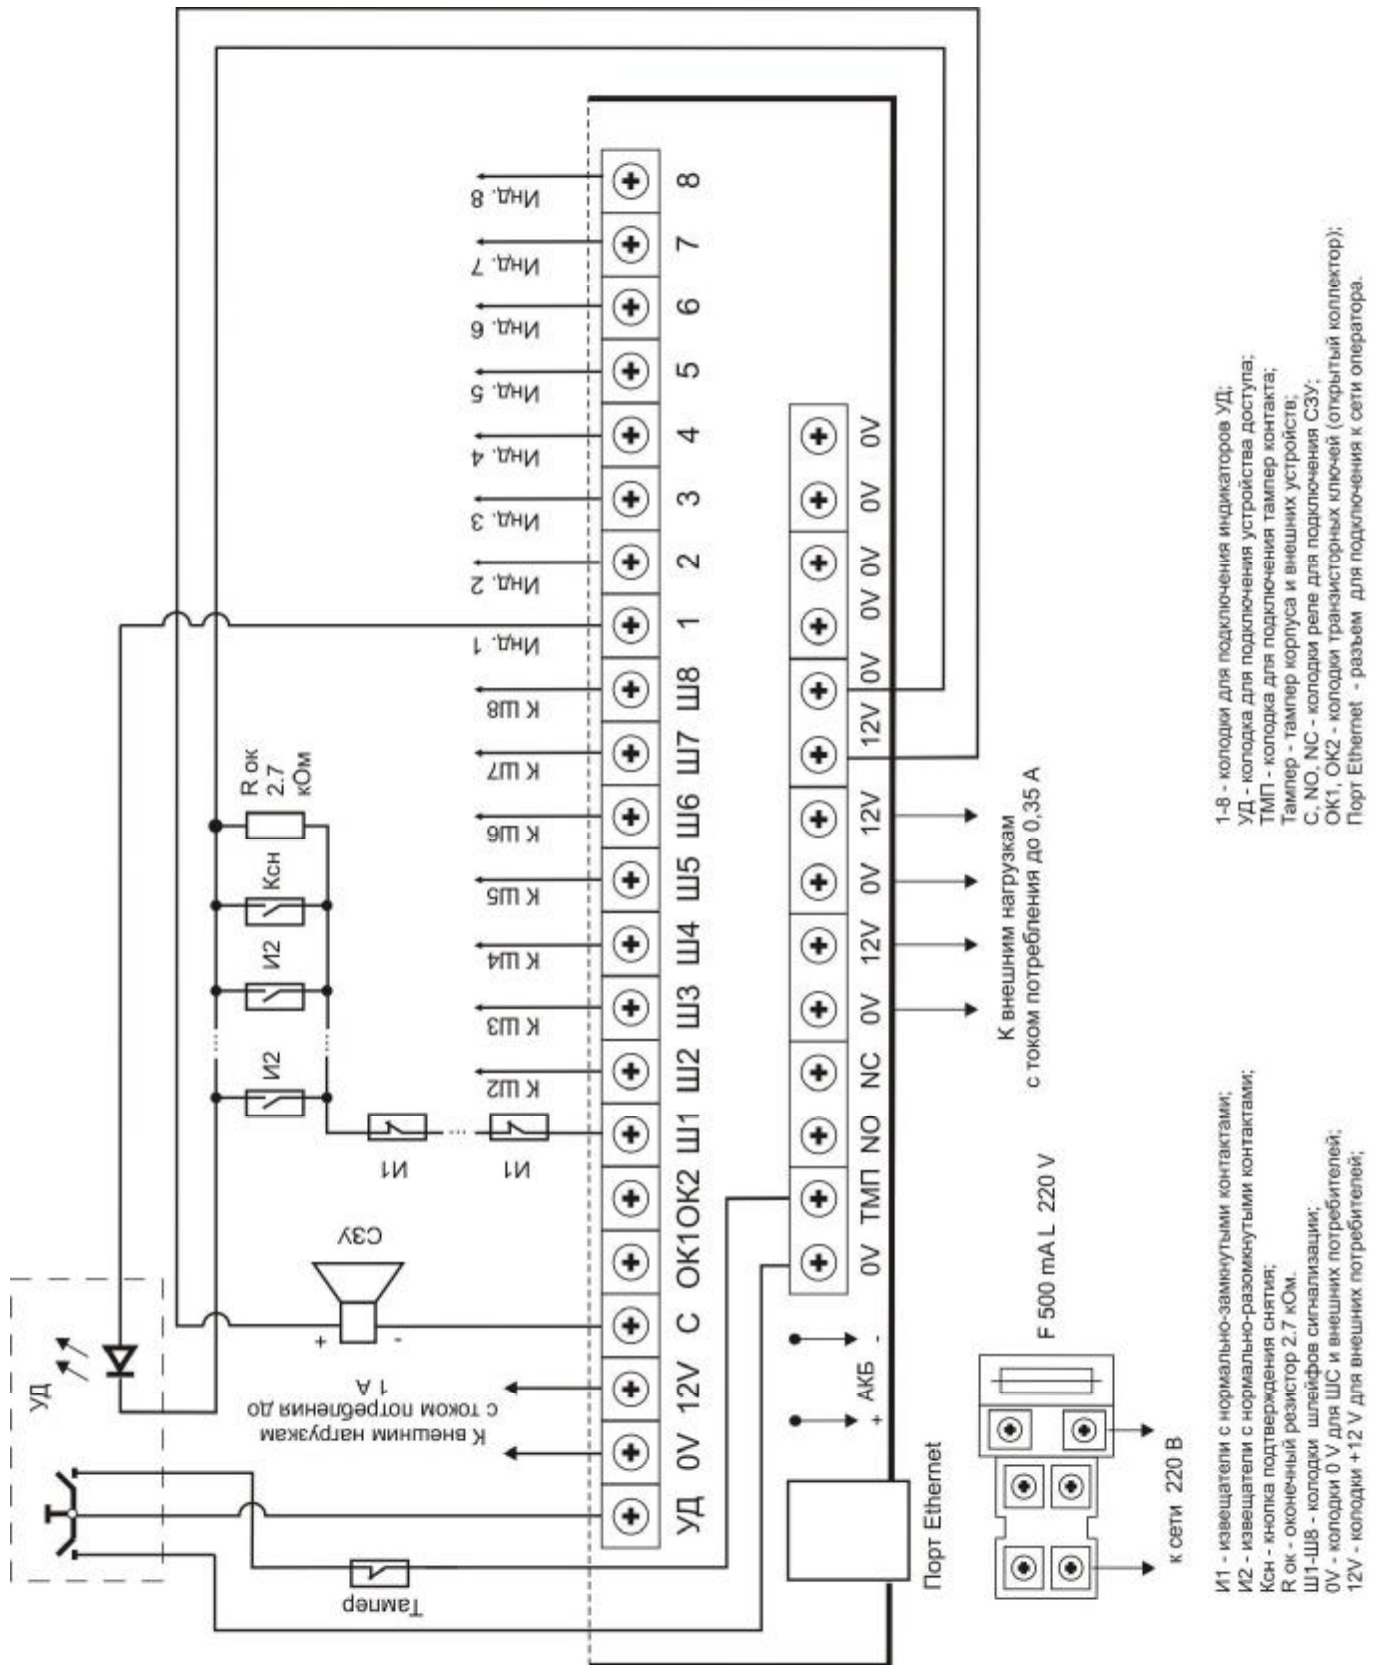 УД
К внешним нагрузкам
с током потребления до
1 А
СЗУ
+
-
Тампер
И1
И1
И2
И2
Ксн
R ок
2.7
кОм
К Ш2
К Ш3
К Ш4
К Ш5
К Ш6
К Ш7
К Ш8
Инд. 1
Инд. 2
Инд. 3
Инд. 4
Инд. 5
Инд. 6
Инд. 7
Инд. 8
УД
0V
12V
С
ОК1
ОК2
Ш1
Ш2
Ш3
Ш4
Ш5
Ш6
Ш7
Ш8
1
2
3
4
5
6
7
8
+ АКБ -
0V
ТМП
NO
NC
0V
12V
0V
12V
12V
0V
0V
0V
0V
0V
Порт Ethernet
К внешним нагрузкам
с током потребления до 0,35 А
F 500 mA L 220 V
к сети 220 В
И1 - извещатели с нормально-замкнутыми контактами;
И2 - извещатели с нормально-разомкнутыми контактами;
Ксн - кнопка подтверждения снятия;
R ок - оконечный резистор 2.7 кОм.
Ш1-Ш8 - колодки шлейфов сигнализации;
0V - колодки 0 V для ШС и внешних потребителей;
12V - колодки +12 V для внешних потребителей;
1-8 - колодки для подключения индикаторов УД;
УД - колодка для подключения устройства доступа;
ТМП - колодка для подключения тампер контакта;
Тампер - тампер корпуса и внешних устройств;
С, NO, NC - колодки реле для подключения СЗУ;
ОК1, ОК2 - колодки транзисторных ключей (открытый коллектор);
Порт Ethernet - разъем для подключения к сети оператора.